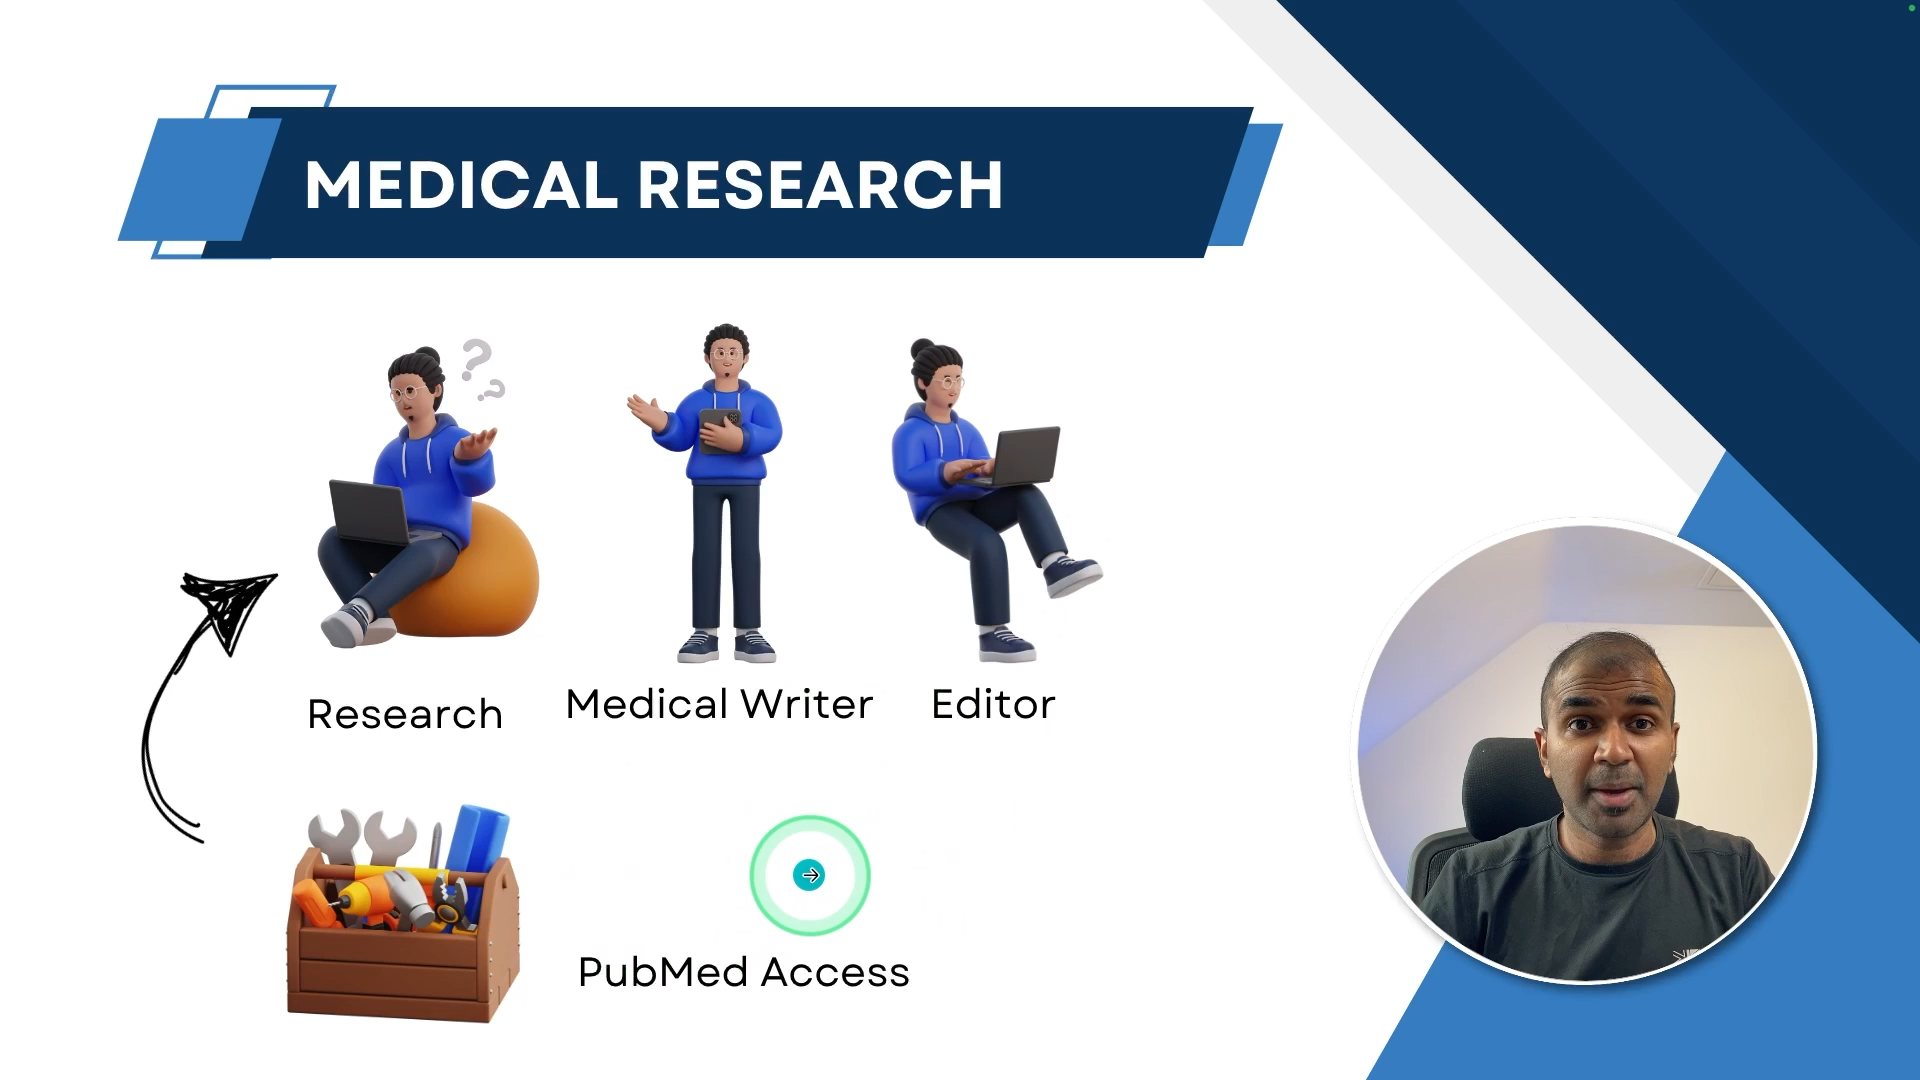 MEDICAL RESEARCH
Research
Medical Writer
Editor
PubMed Access